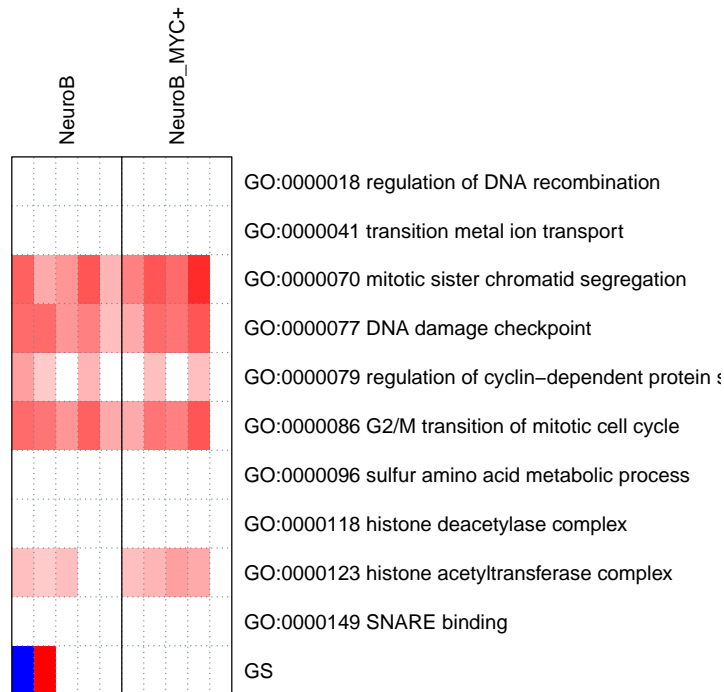 NeuroB
NeuroB_MYC+
GO:0000018 regulation of DNA recombination
GO:0000041 transition metal ion transport
GO:0000070 mitotic sister chromatid segregation
GO:0000077 DNA damage checkpoint
GO:0000079 regulation of cyclin−dependent protein s
GO:0000086 G2/M transition of mitotic cell cycle
GO:0000096 sulfur amino acid metabolic process
GO:0000118 histone deacetylase complex
GO:0000123 histone acetyltransferase complex
GO:0000149 SNARE binding
GS